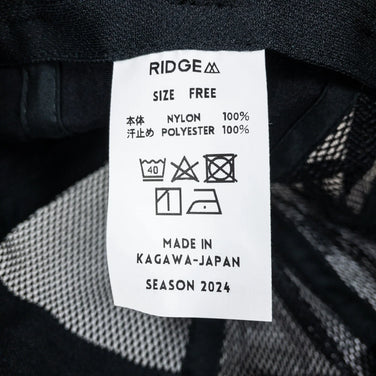 RIDGE
SIZE FREE
本体 NYLON 100%
汗止め POLYESTER 100%
40
MADE IN
KAGAWA-JAPAN
SEASON 2024